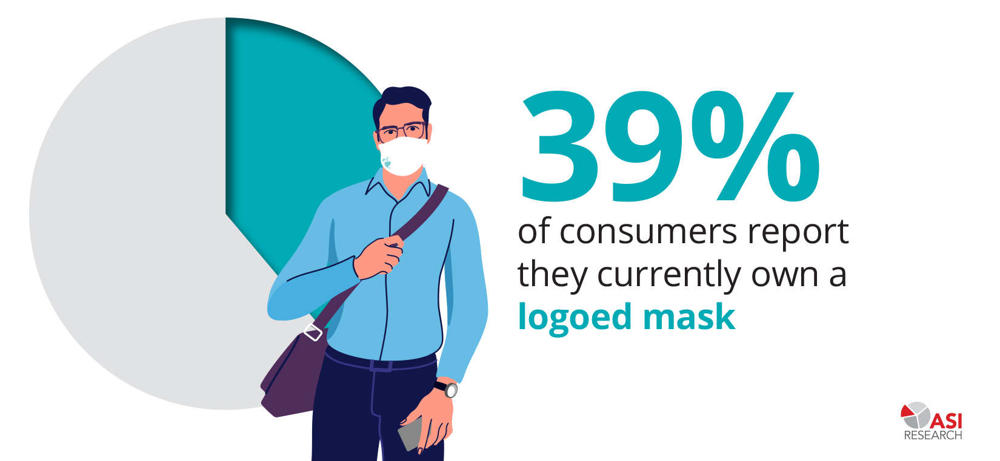 39%
of consumers report
they currently own a
logoed mask
ASI
RESEARCH